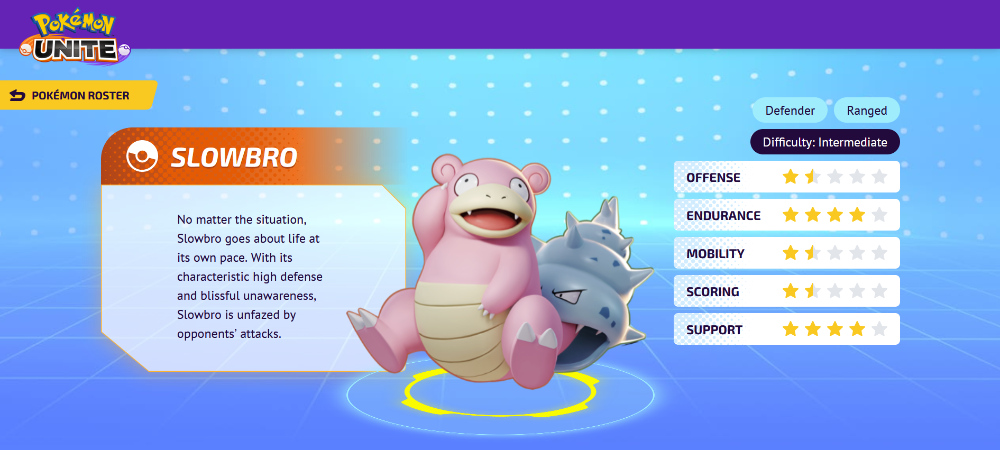 POKÉMON
UNITE
POKÉMON ROSTER
SLOWBRO
No matter the situation,
Slowbro goes about life at
its own pace. With its
characteristic high defense
and blissful unawareness,
Slowbro is unfazed by
opponents’ attacks.
Defender
Ranged
Difficulty: Intermediate
OFFENSE
ENDURANCE
MOBILITY
SCORING
SUPPORT